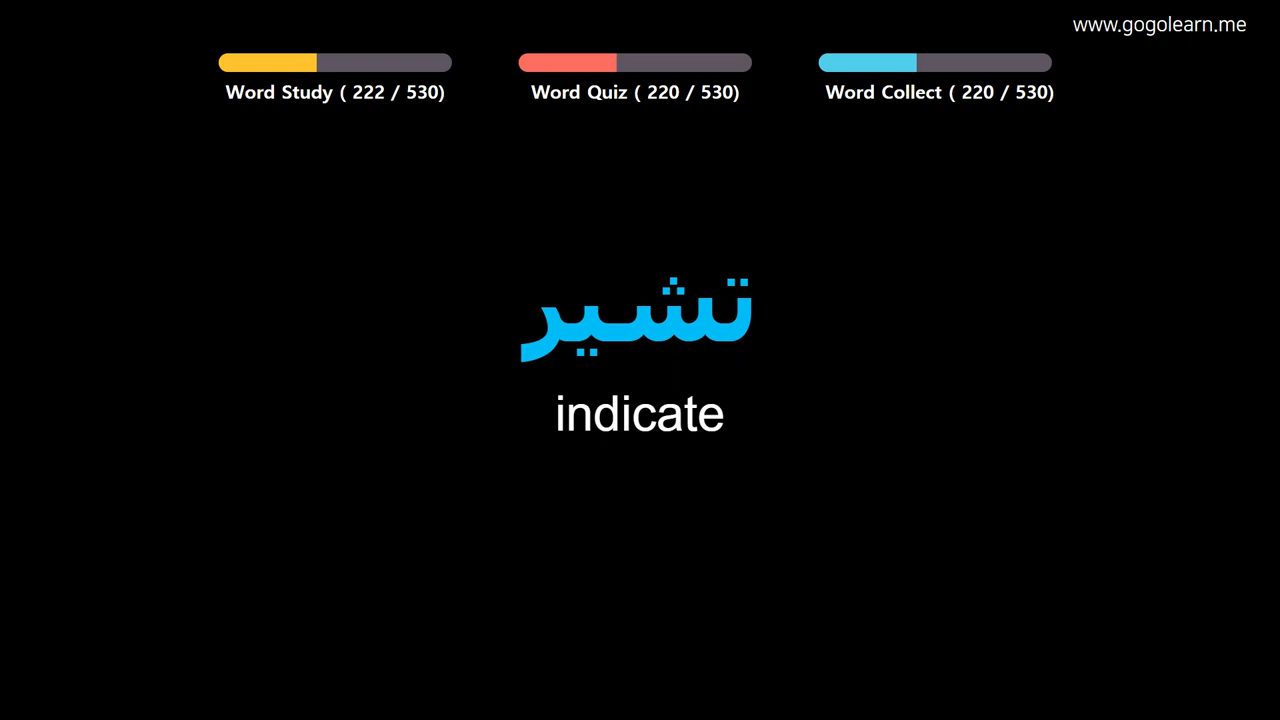 www.gogolearn.me
Word Study ( 222 / 530)
Word Quiz ( 220 / 530)
Word Collect ( 220 / 530)
تشير
indicate